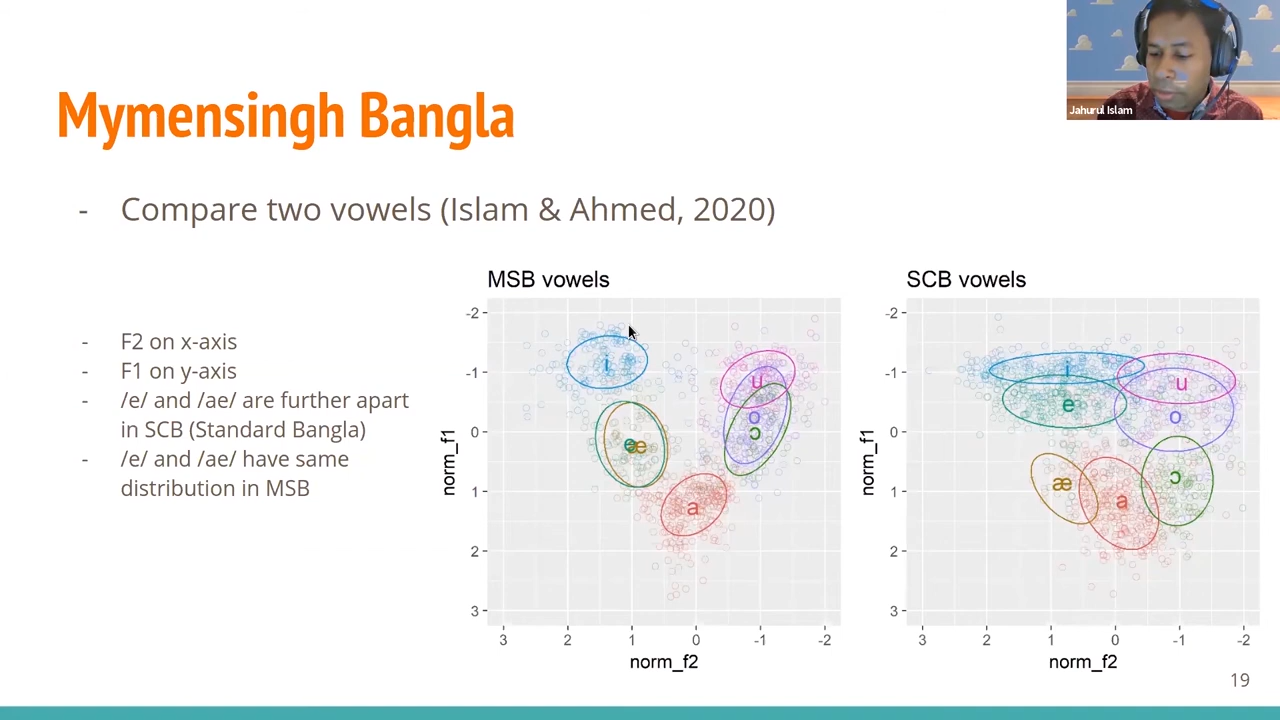 Jahurul Islam
Mymensingh Bangla
- Compare two vowels (Islam & Ahmed, 2020)
- F2 on x-axis
- F1 on y-axis
- /e/ and /ae/ are further apart
in SCB (Standard Bangla)
- /e/ and /ae/ have same
distribution in MSB
MSB vowels
norm_f1
-2
-1
0
1
2
3
i
u
o
ɔ
e
æ
a
3 2 1 0 -1 -2
norm_f2
SCB vowels
norm_f1
-2
-1
0
1
2
3
i
u
e
o
æ
ɔ
a
3 2 1 0 -1 -2
norm_f2
19